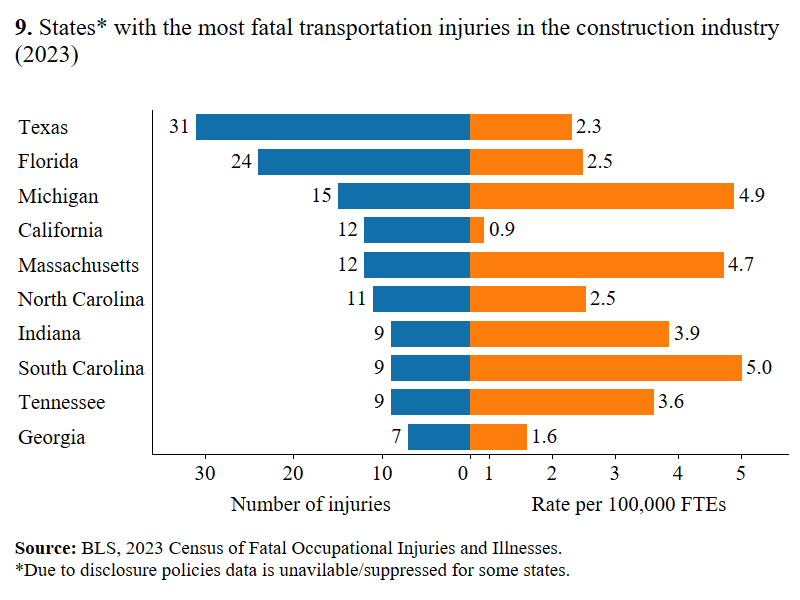 9. States* with the most fatal transportation injuries in the construction industry
(2023)
Texas 31 2.3
Florida 24 2.5
Michigan 15 4.9
California 12 0.9
Massachusetts 12 4.7
North Carolina 11 2.5
Indiana 9 3.9
South Carolina 9 5.0
Tennessee 9 3.6
Georgia 7 1.6
30 20 10 0 1 2 3 4 5
Number of injuries Rate per 100,000 FTEs
Source: BLS, 2023 Census of Fatal Occupational Injuries and Illnesses.
*Due to disclosure policies data is unavilable/suppressed for some states.